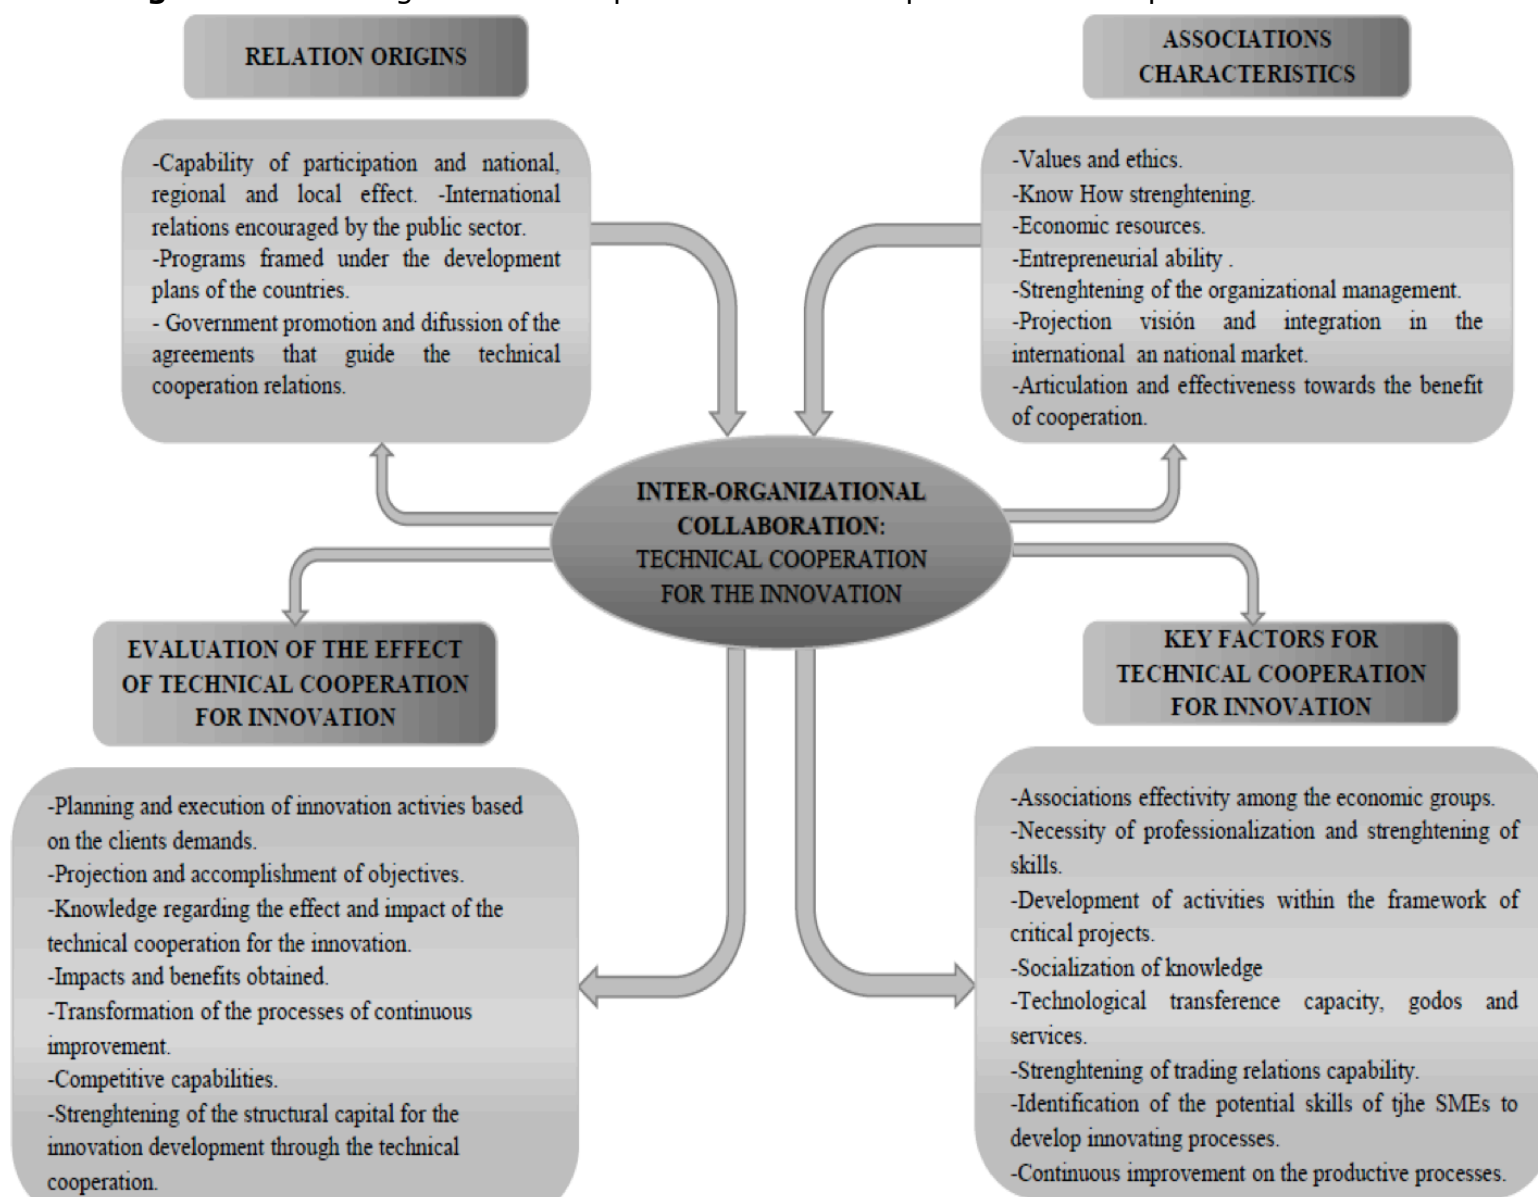 RELATION ORIGINS
-Capability of participation and national,
regional and local effect. -International
relations encouraged by the public sector.
-Programs framed under the development
plans of the countries.
- Government promotion and difussion of the
agreements that guide the technical
cooperation relations.
ASSOCIATIONS
CHARACTERISTICS
-Values and ethics.
-Know How strenghtening.
-Economic resources.
-Entrepreneurial ability .
-Strenghtening of the organizational management.
-Projection visión and integration in the
international an national market.
-Articulation and effectiveness towards the benefit
of cooperation.
INTER-ORGANIZATIONAL
COLLABORATION:
TECHNICAL COOPERATION
FOR THE INNOVATION
EVALUATION OF THE EFFECT
OF TECHNICAL COOPERATION
FOR INNOVATION
-Planning and execution of innovation activies based
on the clients demands.
-Projection and accomplishment of objectives.
-Knowledge regarding the effect and impact of the
technical cooperation for the innovation.
-Impacts and benefits obtained.
-Transformation of the processes of continuous
improvement.
-Competitive capabilities.
-Strenghtening of the structural capital for the
innovation development through the technical
cooperation.
KEY FACTORS FOR
TECHNICAL COOPERATION
FOR INNOVATION
-Associations effectivity among the economic groups.
-Necessity of professionalization and strenghtening of
skills.
-Development of activities within the framework of
critical projects.
-Socialization of knowledge
-Technological transference capacity, godos and
services.
-Strenghtening of trading relations capability.
-Identification of the potential skills of tjhe SMEs to
develop innovating processes.
-Continuous improvement on the productive processes.